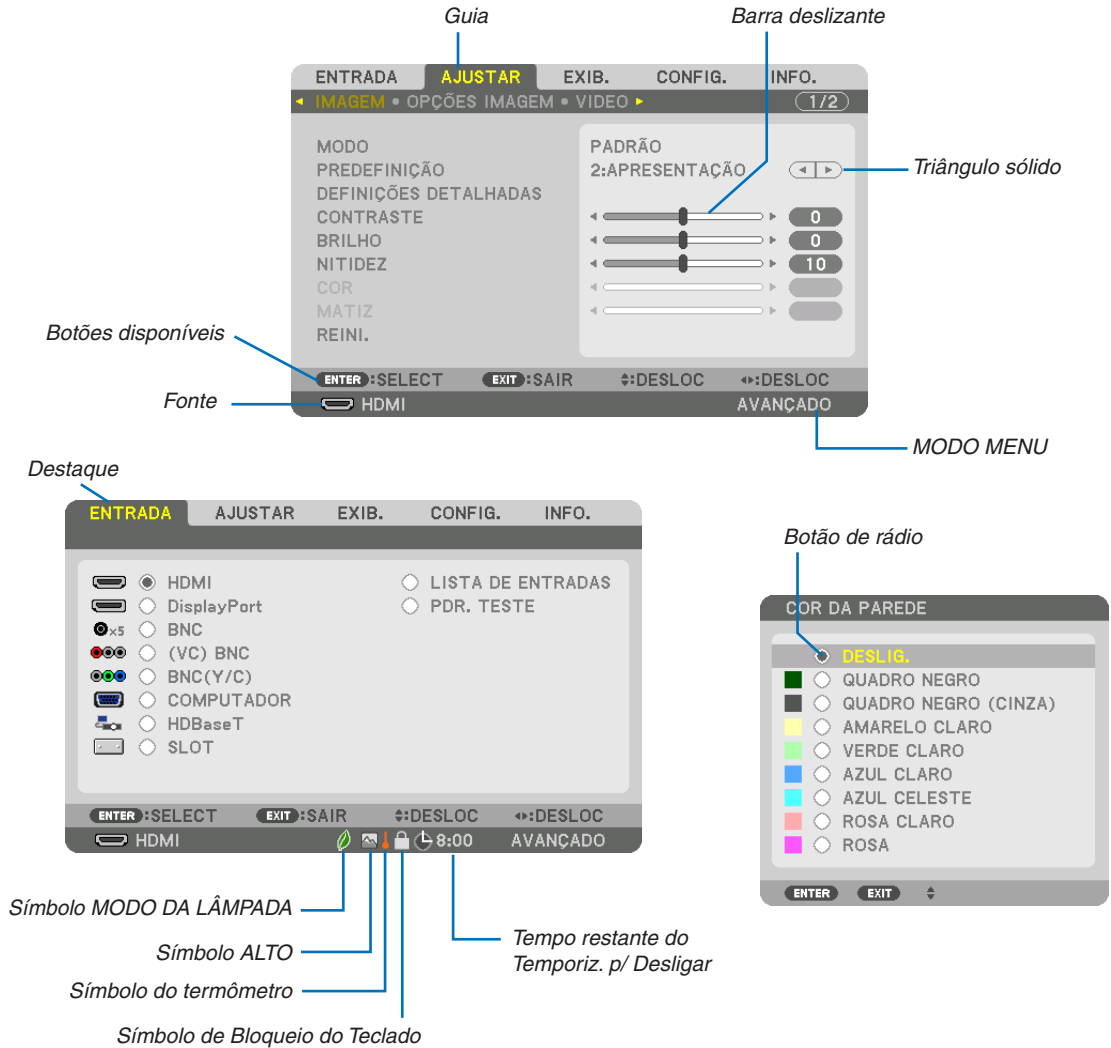 Guia
Barra deslizante
ENTRADA AJUSTAR EXIB. CONFIG. INFO.
IMAGEM • OPÇÕES IMAGEM • VIDEO 1/2
MODO PADRÃO
PREDEFINIÇÃO 2:APRESENTAÇÃO
Triângulo sólido
DEFINIÇÕES DETALHADAS
CONTRASTE 0
BRILHO 0
NITIDEZ 10
COR
MATIZ
REINI.
Botões disponíveis
ENTER :SELECT EXIT :SAIR :DESLOC :DESLOC
Fonte
HDMI AVANÇADO
MODO MENU
Destaque
ENTRADA AJUSTAR EXIB. CONFIG. INFO.
HDMI LISTA DE ENTRADAS
DisplayPort PDR. TESTE
×5 BNC
(VC) BNC
BNC(Y/C)
COMPUTADOR
HDBaseT
SLOT
ENTER :SELECT EXIT :SAIR :DESLOC :DESLOC
HDMI 8:00 AVANÇADO
Símbolo MODO DA LÂMPADA
Símbolo ALTO
Símbolo do termômetro
Símbolo de Bloqueio do Teclado
Tempo restante do
Temporiz. p/ Desligar
Botão de rádio
COR DA PAREDE
DESLIG.
QUADRO NEGRO
QUADRO NEGRO (CINZA)
AMARELO CLARO
VERDE CLARO
AZUL CLARO
AZUL CELESTE
ROSA CLARO
ROSA
ENTER EXIT